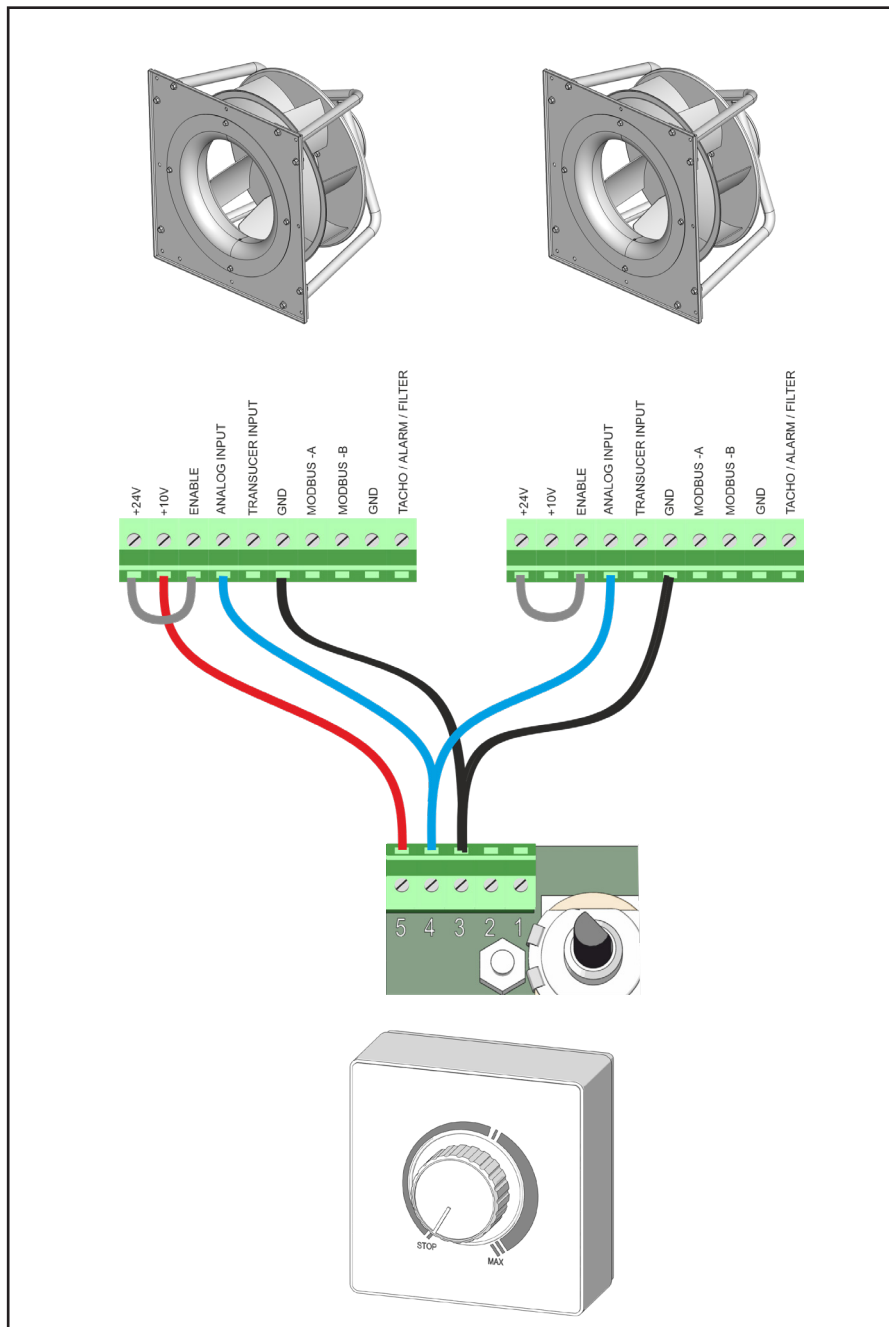 +24V
+10V
ENABLE
ANALOG INPUT
TRANSUCER INPUT
GND
MODBUS -A
MODBUS -B
GND
TACHO / ALARM / FILTER
+24V
+10V
ENABLE
ANALOG INPUT
TRANSUCER INPUT
GND
MODBUS -A
MODBUS -B
GND
TACHO / ALARM / FILTER
5 4 3 2 1
STOP
MAX